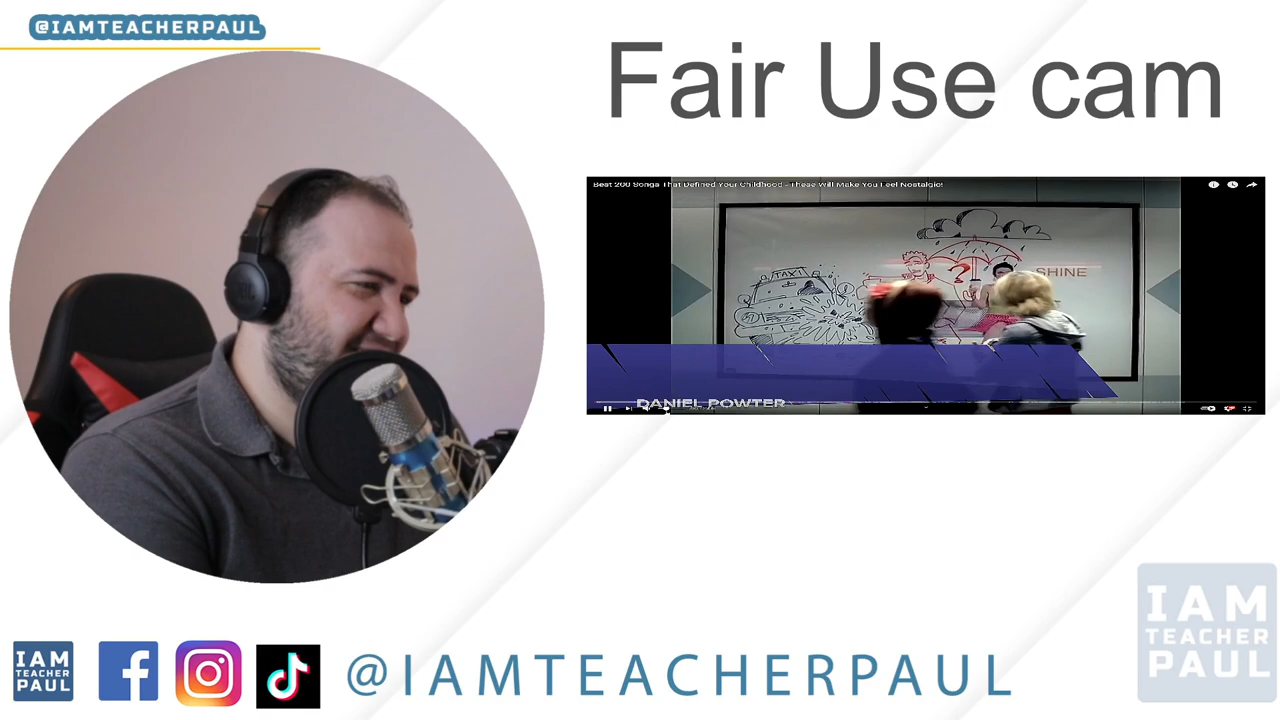 @IAMTEACHERPAUL
Fair Use cam
Best 200 Songs That Defined Your Childhood - These Will Make You Feel Nostalgic!
TAXI
?
SHINE
DANIEL POWTER
IAM
TEACHER
PAUL
@IAMTEACHERPAUL
IAM
TEACHER
PAUL